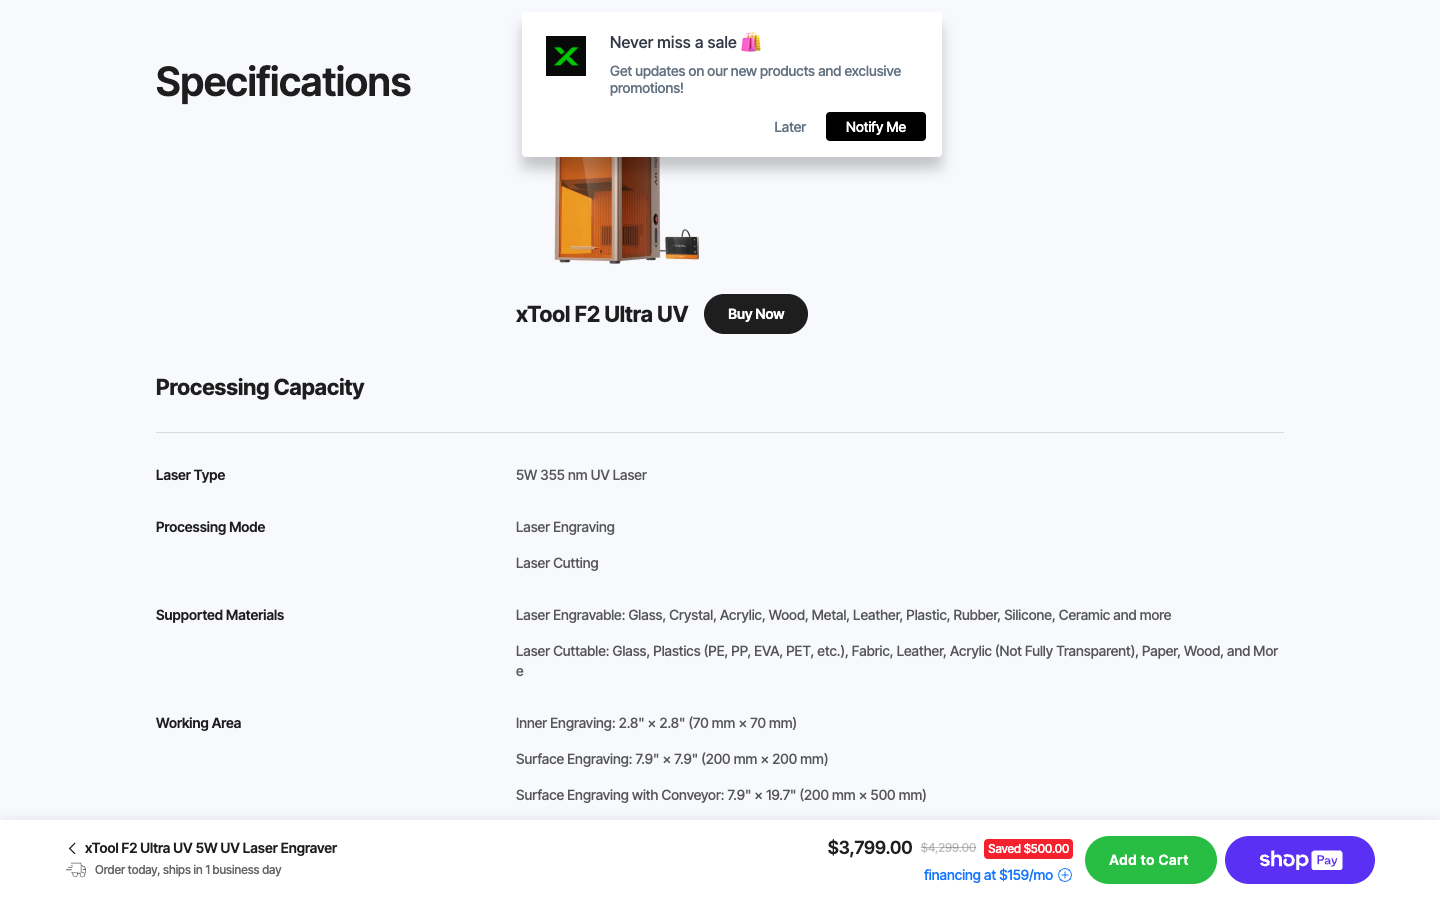 Never miss a sale 🛍️
Get updates on our new products and exclusive
promotions!
Later
Notify Me
Specifications
xTool F2 Ultra UV
Buy Now
Processing Capacity
Laser Type
5W 355 nm UV Laser
Processing Mode
Laser Engraving
Laser Cutting
Supported Materials
Laser Engravable: Glass, Crystal, Acrylic, Wood, Metal, Leather, Plastic, Rubber, Silicone, Ceramic and more
Laser Cuttable: Glass, Plastics (PE, PP, EVA, PET, etc.), Fabric, Leather, Acrylic (Not Fully Transparent), Paper, Wood, and Mor
e
Working Area
Inner Engraving: 2.8" × 2.8" (70 mm × 70 mm)
Surface Engraving: 7.9" × 7.9" (200 mm × 200 mm)
Surface Engraving with Conveyor: 7.9" × 19.7" (200 mm × 500 mm)
xTool F2 Ultra UV 5W UV Laser Engraver
Order today, ships in 1 business day
$3,799.00 $4,299.00 Saved $500.00
financing at $159/mo
Add to Cart
shop Pay